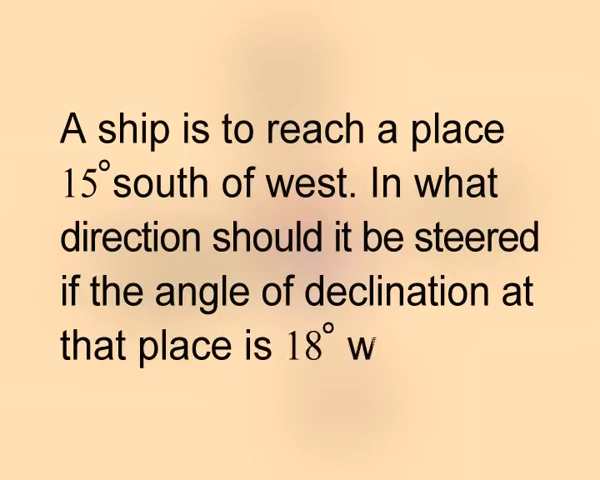 A ship is to reach a place
15° south of west. In what
direction should it be steered
if the angle of declination at
that place is 18° w